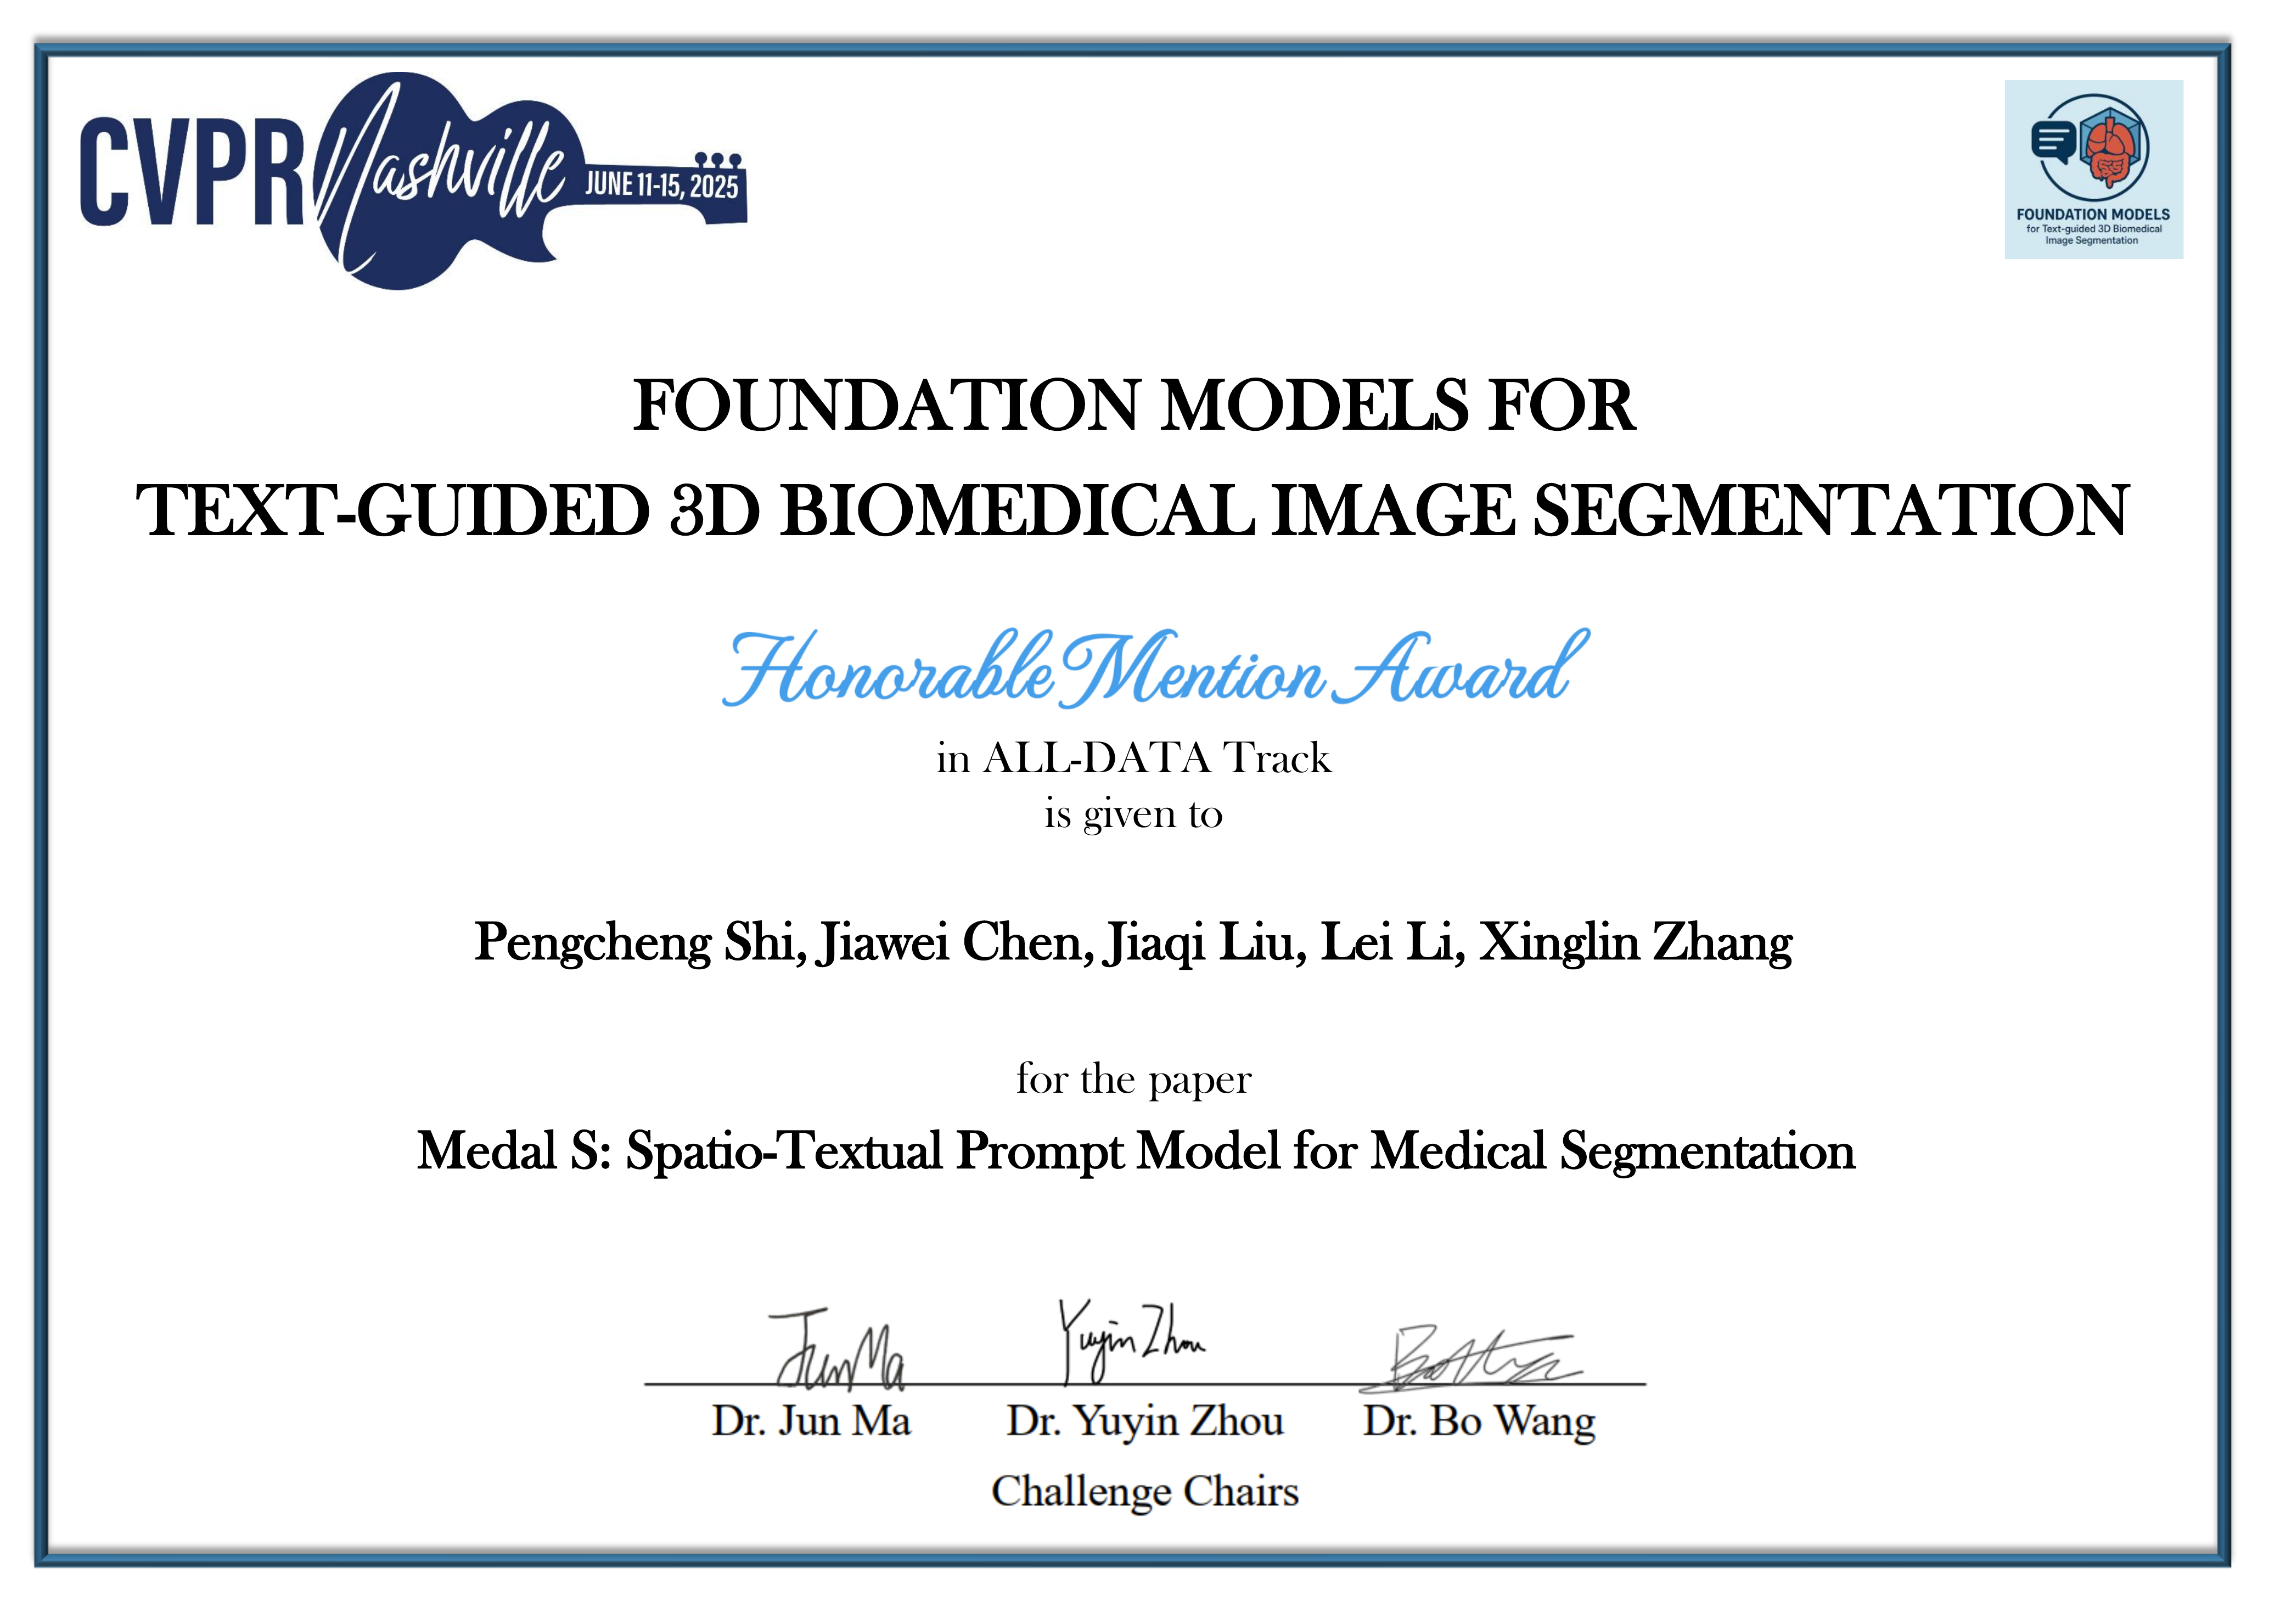 CVPR Nashville JUNE 11-15, 2025
FOUNDATION MODELS
for Text-guided 3D Biomedical
Image Segmentation
FOUNDATION MODELS FOR
TEXT-GUIDED 3D BIOMEDICAL IMAGE SEGMENTATION
Honorable Mention Award
in ALL-DATA Track
is given to
Pengcheng Shi, Jiawei Chen, Jiaqi Liu, Lei Li, Xinglin Zhang
for the paper
Medal S: Spatio-Textual Prompt Model for Medical Segmentation
Jun Ma Yuyin Zhou
Dr. Jun Ma Dr. Yuyin Zhou Dr. Bo Wang
Challenge Chairs